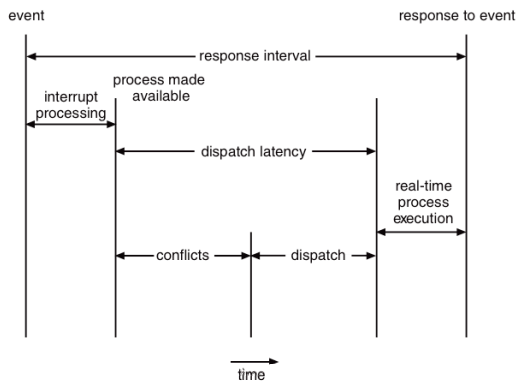 event
response to event
response interval
process made
available
interrupt
processing
dispatch latency
real-time
process
execution
conflicts
dispatch
time